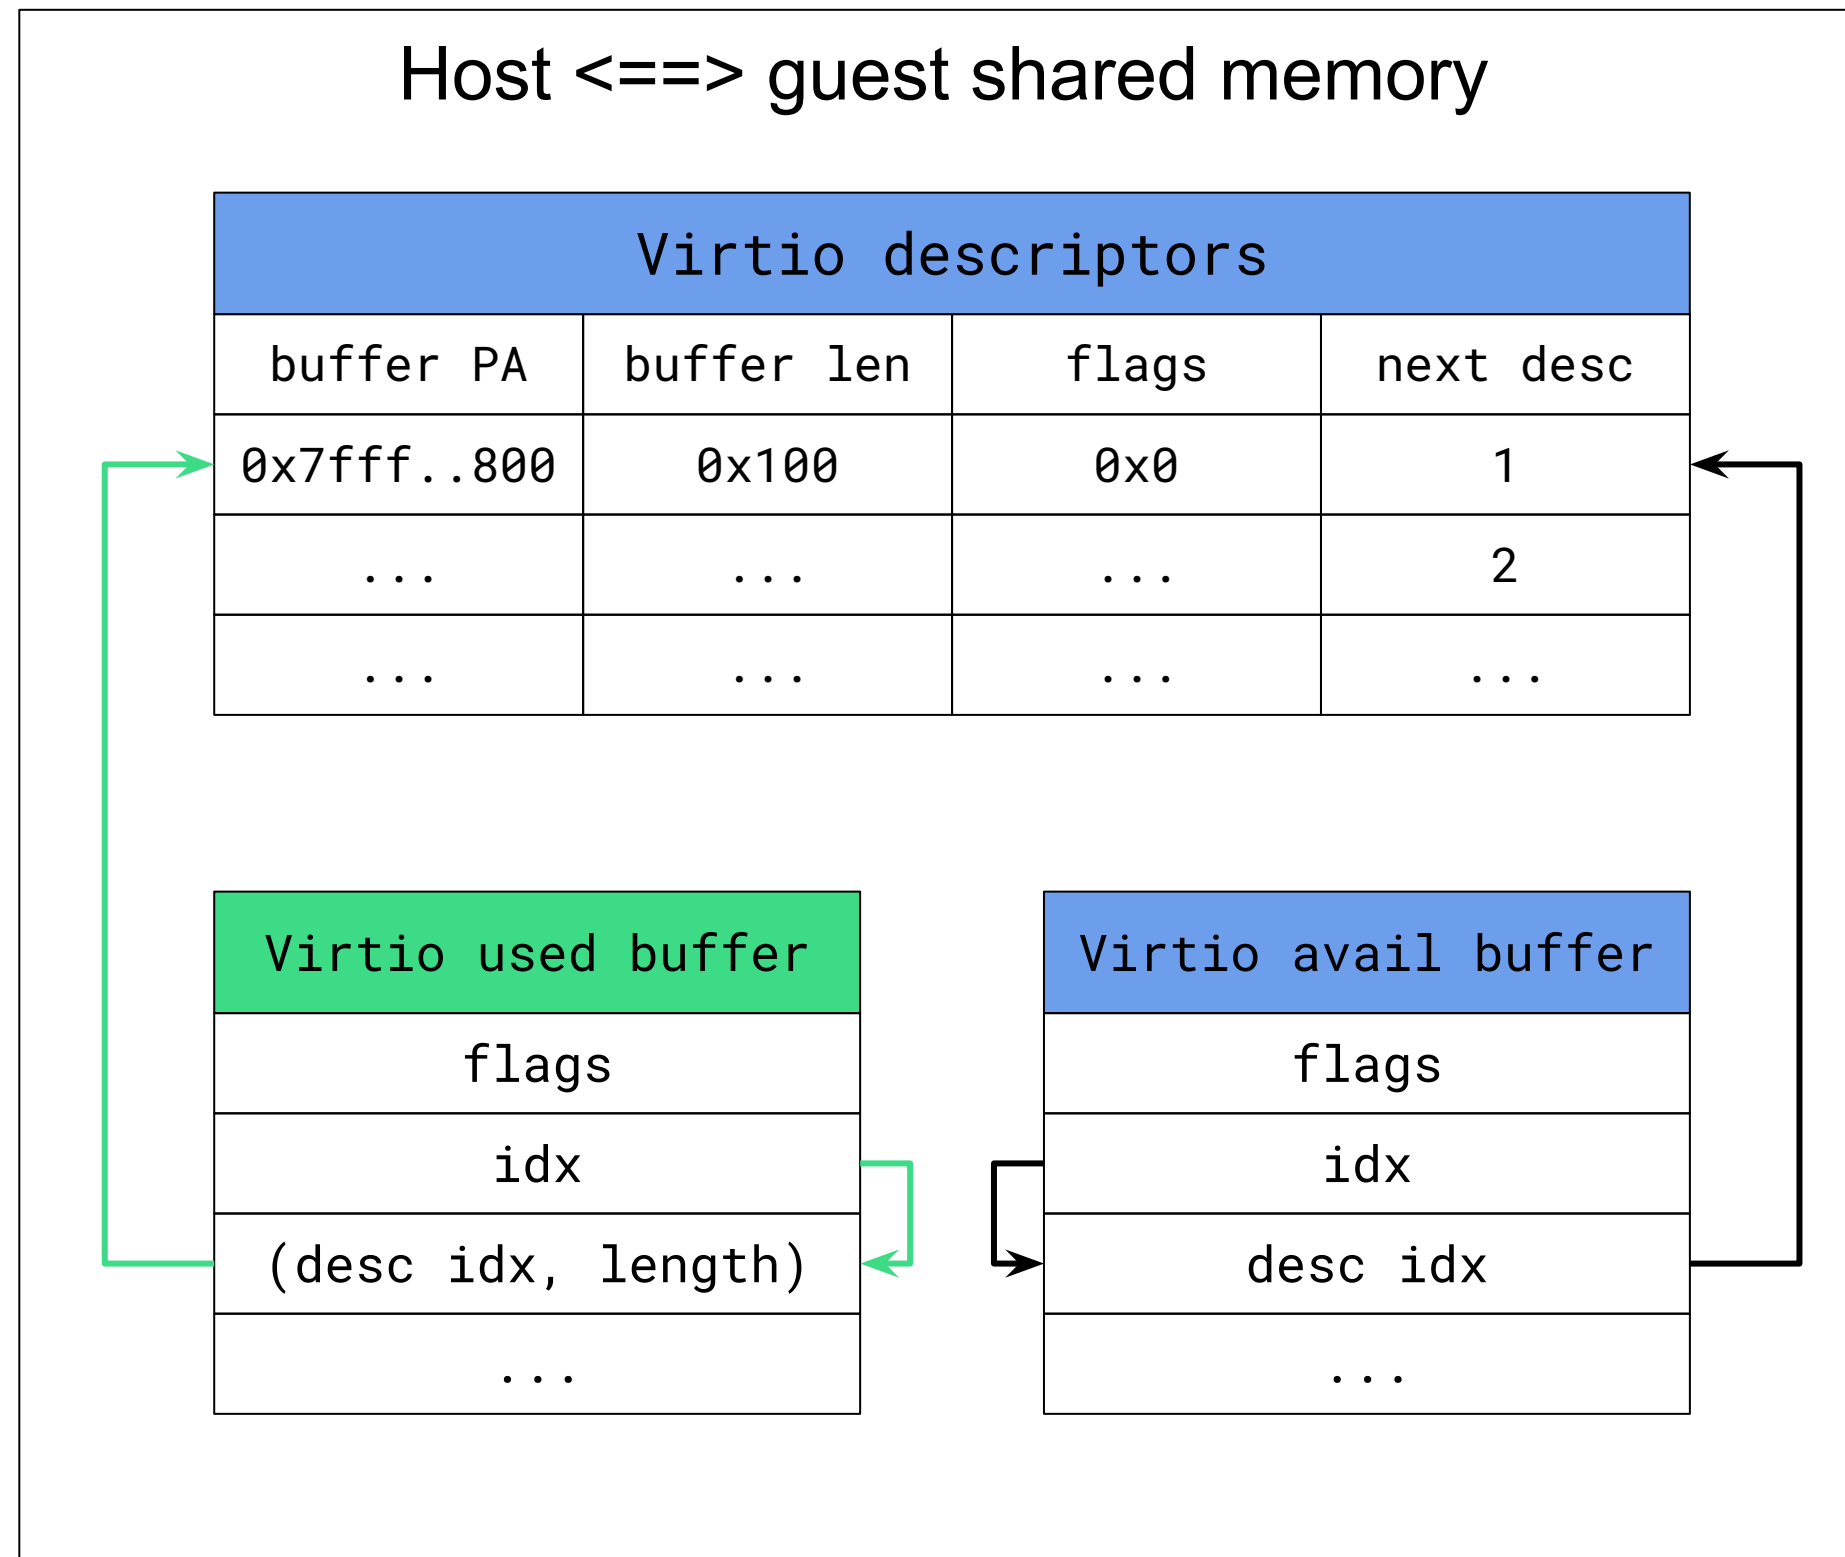 Host <==> guest shared memory
Virtio descriptors
buffer PA buffer len flags next desc
0x7fff..800 0x100 0x0 1
... ... ... 2
... ... ... ...
Virtio used buffer
flags
idx
(desc idx, length)
...
Virtio avail buffer
flags
idx
desc idx
...